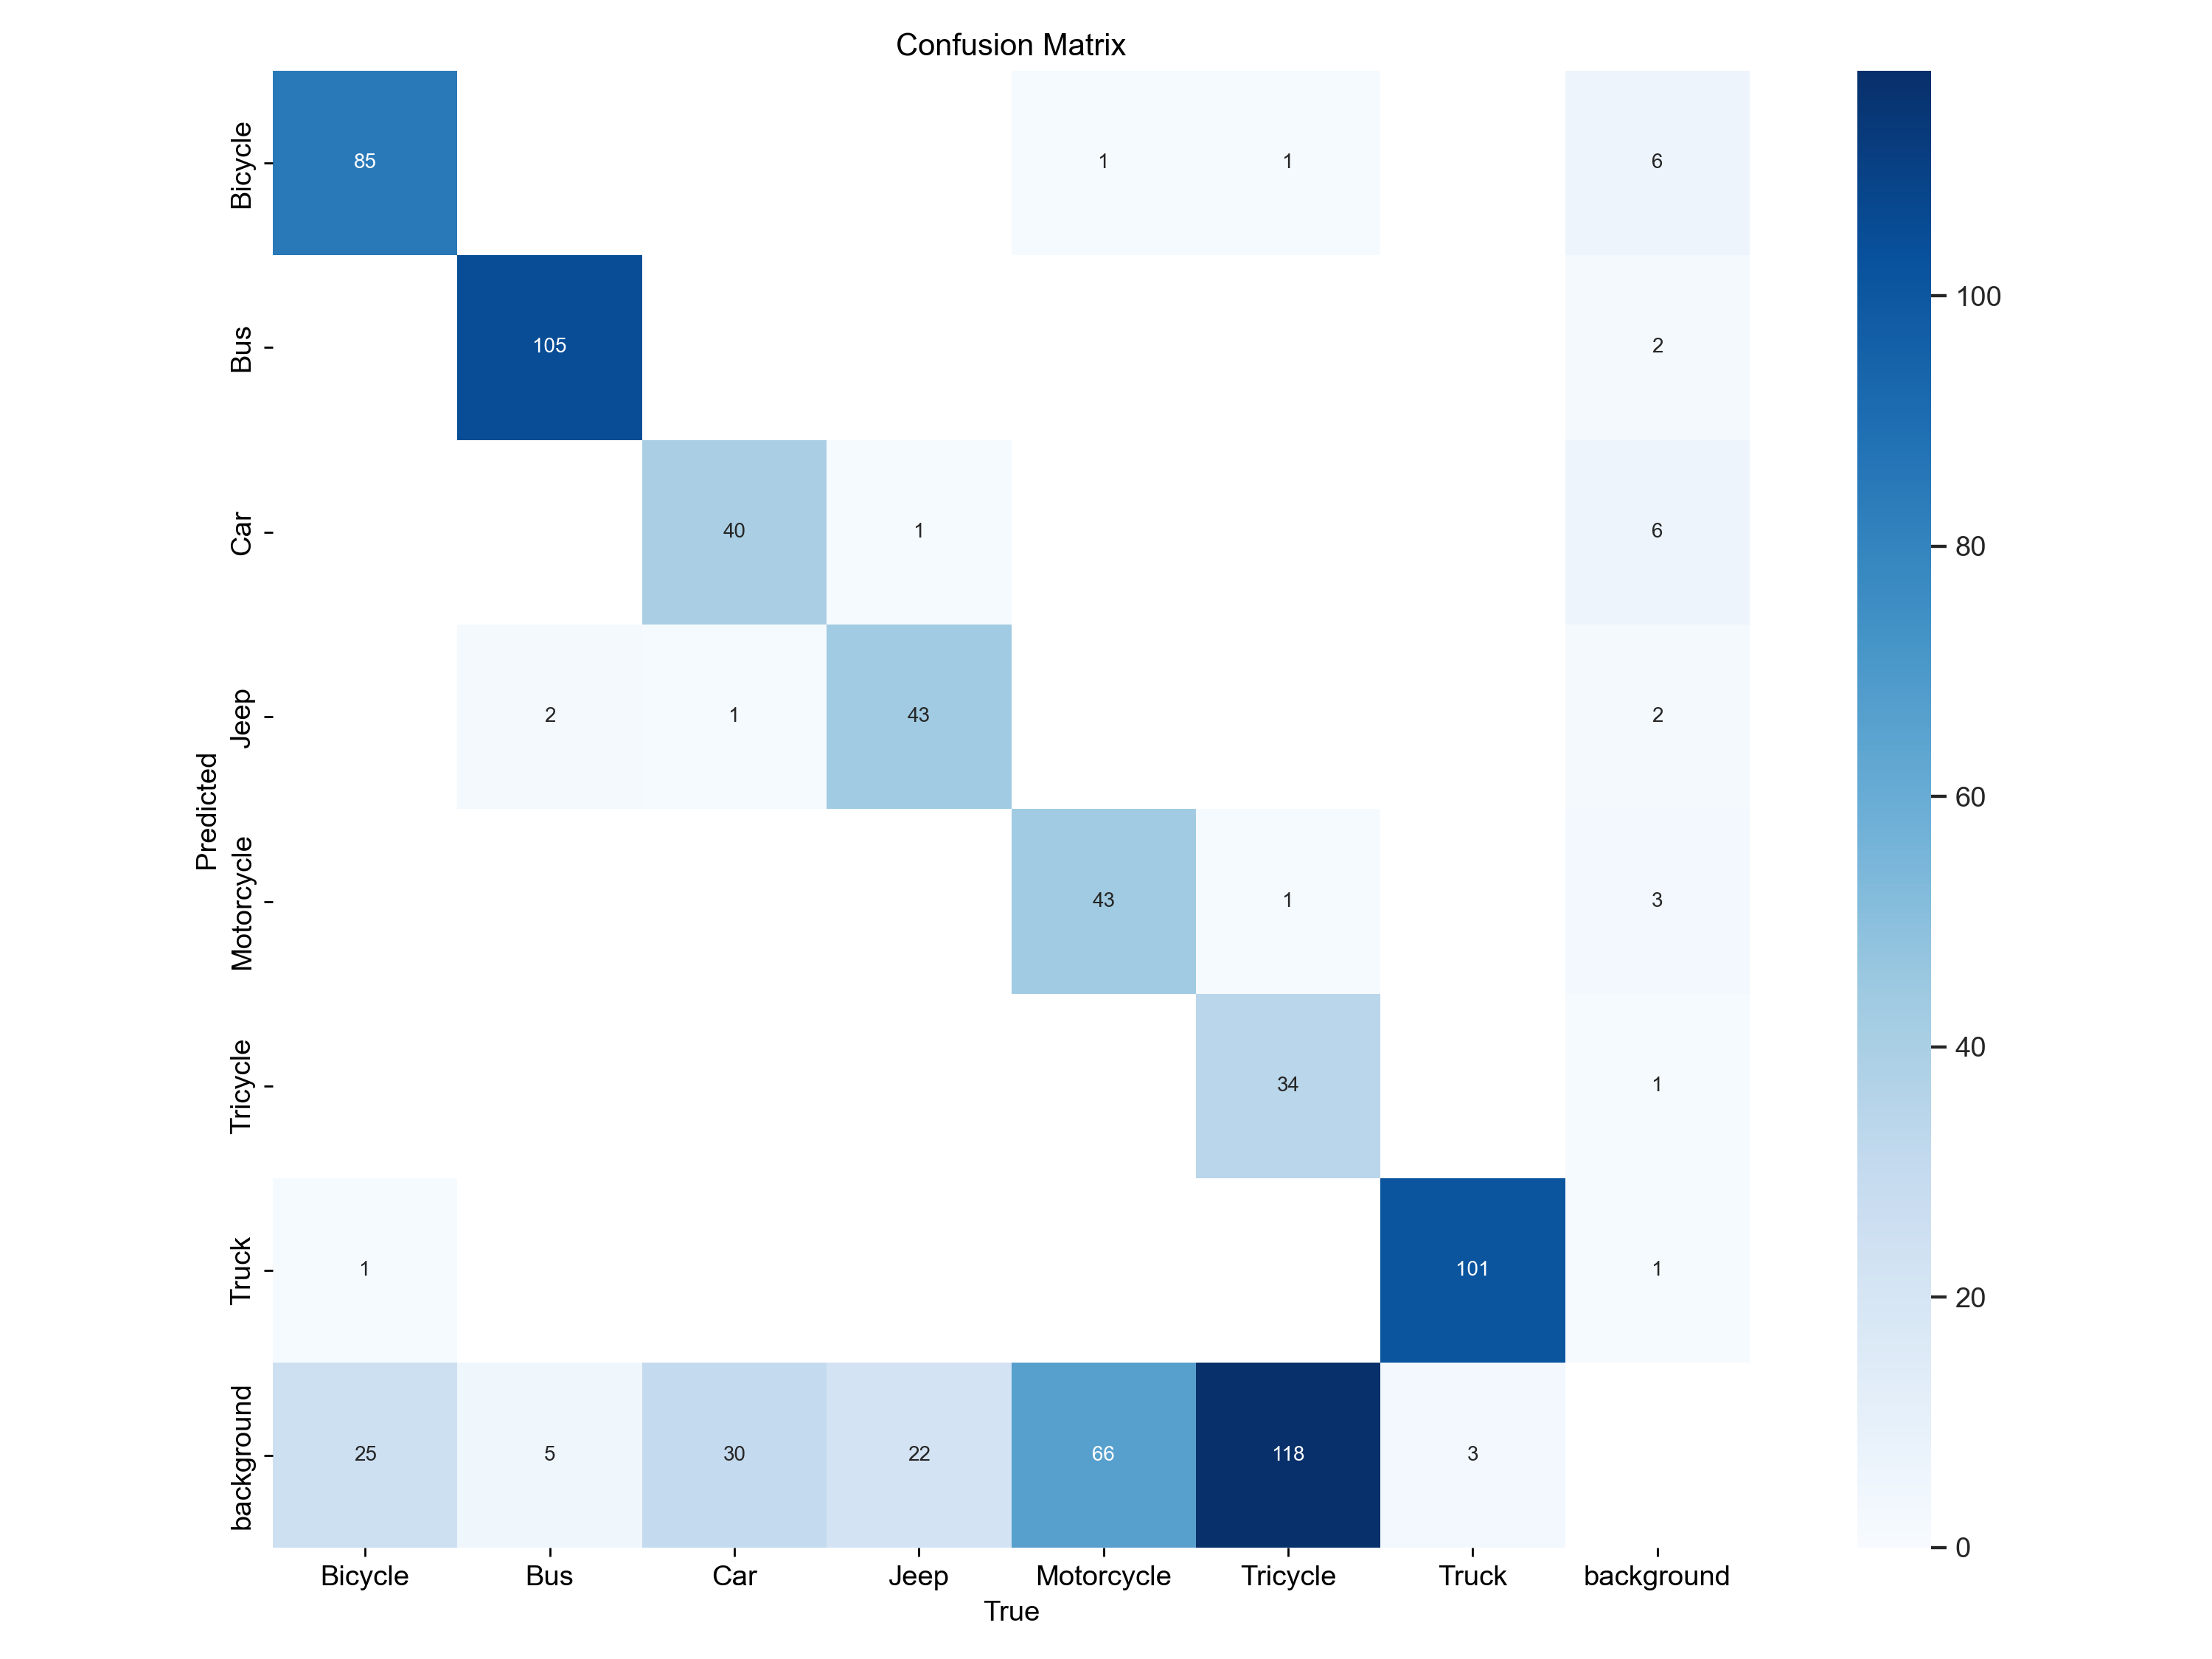 Confusion Matrix
Bicycle 85 1 1 6
Bus 105 2
100
Car 40 1 6
80
Jeep 2 1 43 2
60
Predicted
Motorcycle 43 1 3
40
Tricycle 34 1
Truck 1 101 1
20
background 25 5 30 22 66 118 3
0
Bicycle Bus Car Jeep Motorcycle Tricycle Truck background
True